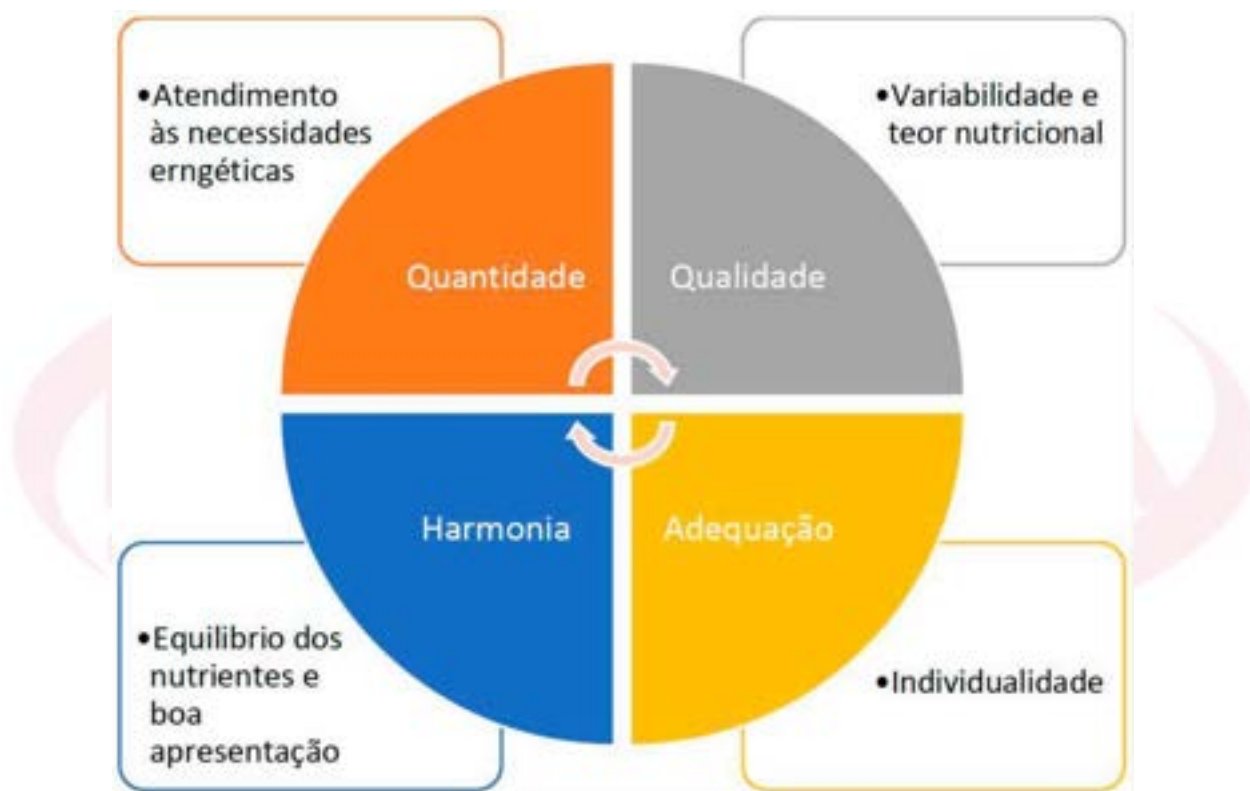 •Atendimento
às necessidades
erngéticas
•Variabilidade e
teor nutricional
Quantidade
Qualidade
Harmonia
Adequação
•Equilibrio dos
nutrientes e
boa
apresentação
•Individualidade